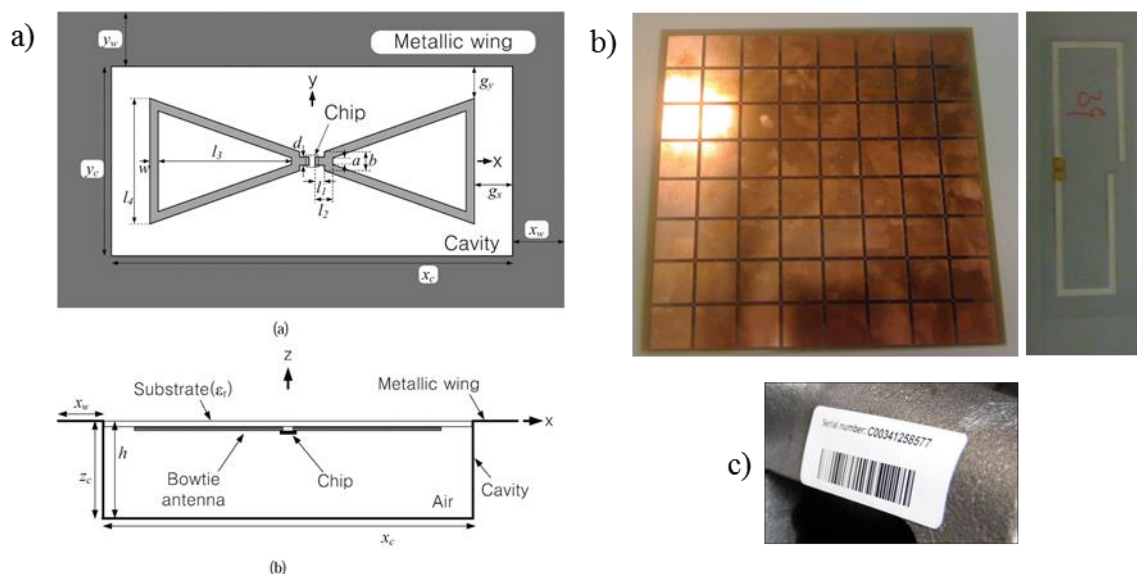 a)
y_w
Metallic wing
y
g_y
Chip
d
l_3
a
b
x
w
l_1
y_c
l_4
l_2
g_x
Cavity
x_w
x_c
(a)
z
Substrate(ε_r)
Metallic wing
x_w
x
h
z_c
Bowtie
antenna
Chip
Air
Cavity
x_c
(b)
b)
c)
Serial number: C00341258577